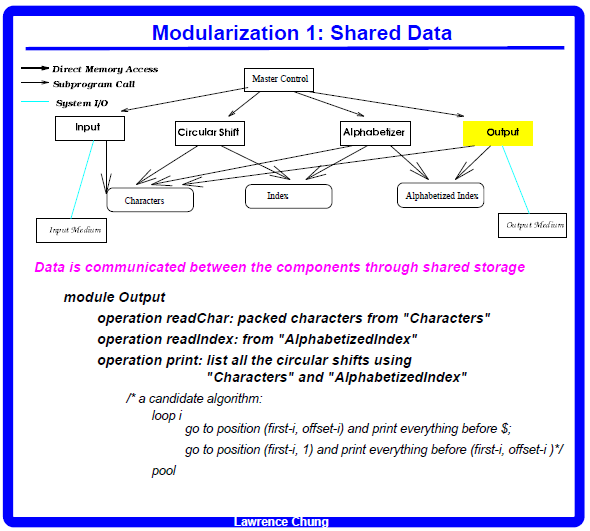 Modularization 1: Shared Data
Direct Memory Access
Subprogram Call
System I/O
Master Control
Input
Circular Shift
Alphabetizer
Output
Characters
Index
Alphabetized Index
Input Medium
Output Medium
Data is communicated between the components through shared storage
module Output
operation readChar: packed characters from "Characters"
operation readIndex: from "AlphabetizedIndex"
operation print: list all the circular shifts using
"Characters" and "AlphabetizedIndex"
/* a candidate algorithm:
loop i
go to position (first-i, offset-i) and print everything before $;
go to position (first-i, 1) and print everything before (first-i, offset-i )*/
pool
Lawrence Chung